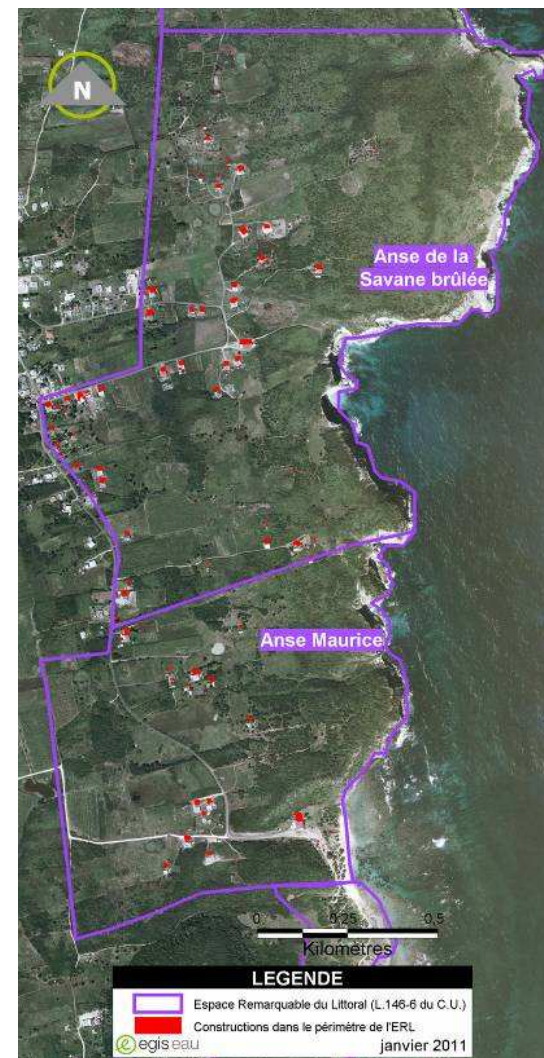 N
Anse de la
Savane brûlée
Anse Maurice
0, 0,25 0,5
Kilomètres
LEGENDE
Espace Remarquable du Littoral (L.146-6 du C.U.)
Constructions dans le périmètre de l'ERL
egis eau janvier 2011